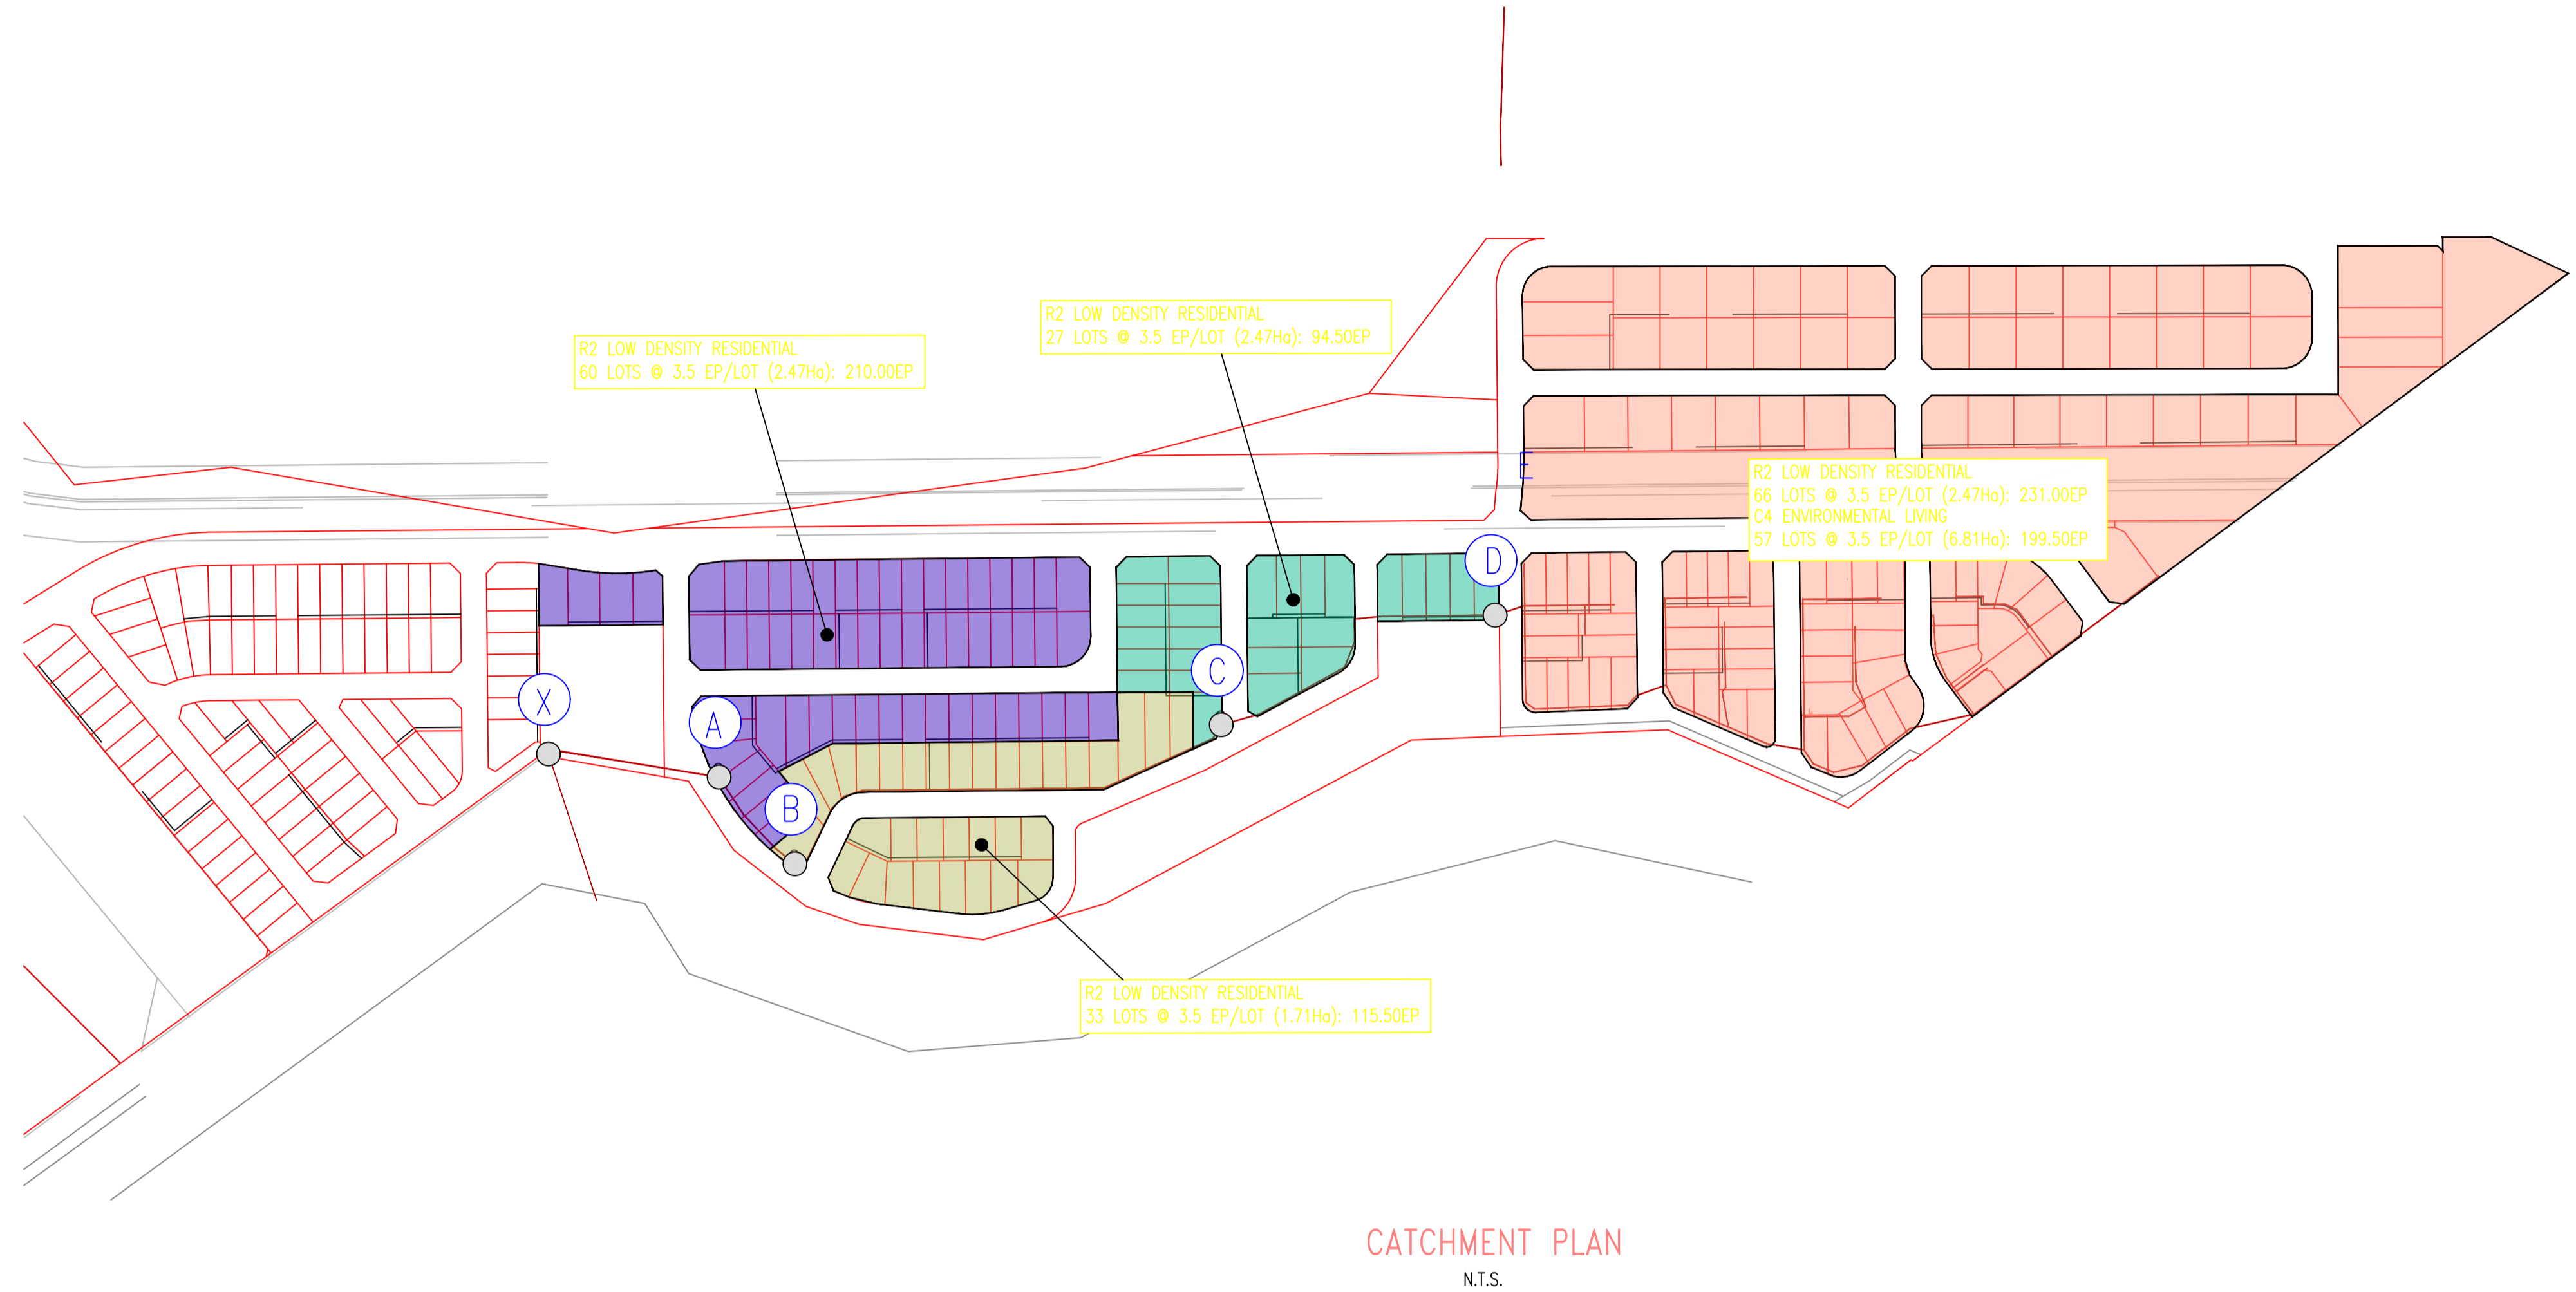 R2 LOW DENSITY RESIDENTIAL
27 LOTS @ 3.5 EP/LOT (2.47Ha): 94.50EP
R2 LOW DENSITY RESIDENTIAL
60 LOTS @ 3.5 EP/LOT (2.47Ha): 210.00EP
E
R2 LOW DENSITY RESIDENTIAL
66 LOTS @ 3.5 EP/LOT (2.47Ha): 231.00EP
C4 ENVIRONMENTAL LIVING
57 LOTS @ 3.5 EP/LOT (6.81Ha): 199.50EP
D
C
X
A
B
R2 LOW DENSITY RESIDENTIAL
33 LOTS @ 3.5 EP/LOT (1.71Ha): 115.50EP
CATCHMENT PLAN
N.T.S.